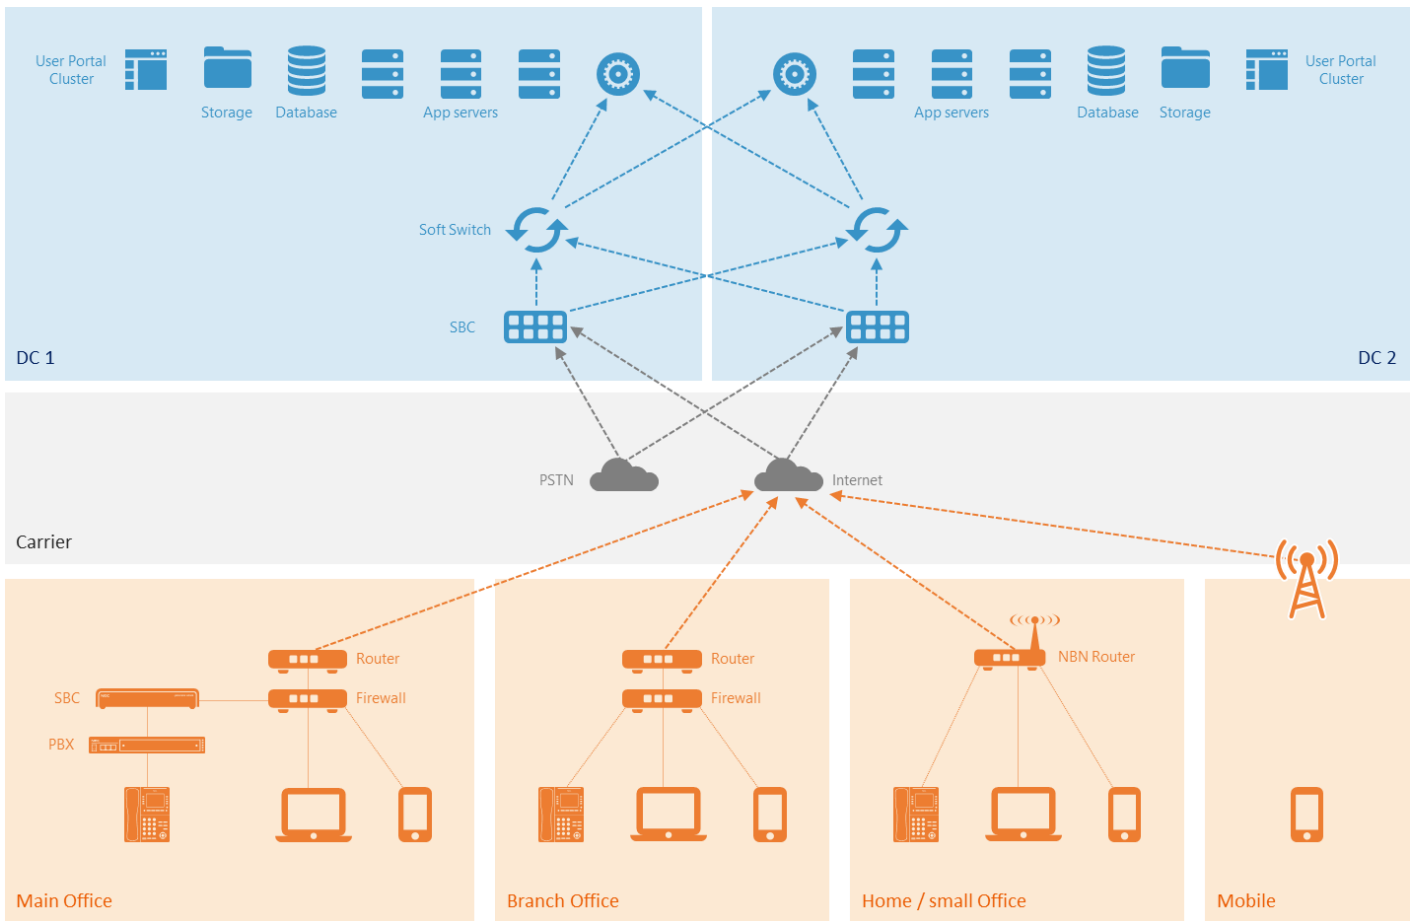 User Portal
Cluster
Storage
Database
App servers
App servers
Database
Storage
User Portal
Cluster
Soft Switch
SBC
DC 1
DC 2
PSTN
Internet
Carrier
Router
Firewall
SBC
PBX
Main Office
Router
Firewall
Branch Office
NBN Router
Home / small Office
Mobile